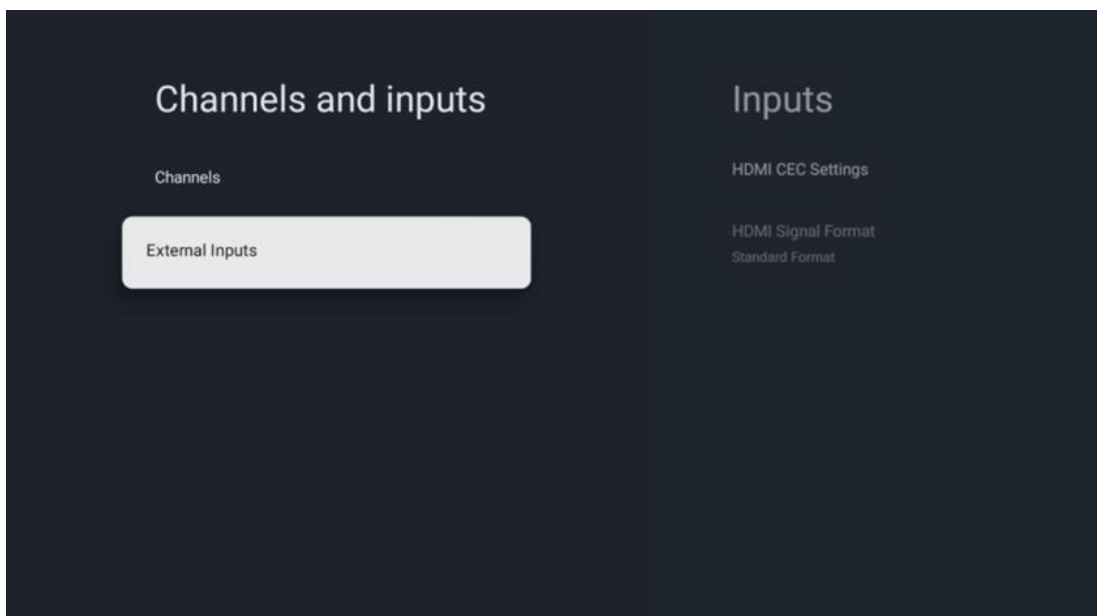 Channels and inputs
Channels
External Inputs
Inputs
HDMI CEC Settings
HDMI Signal Format
Standard Format